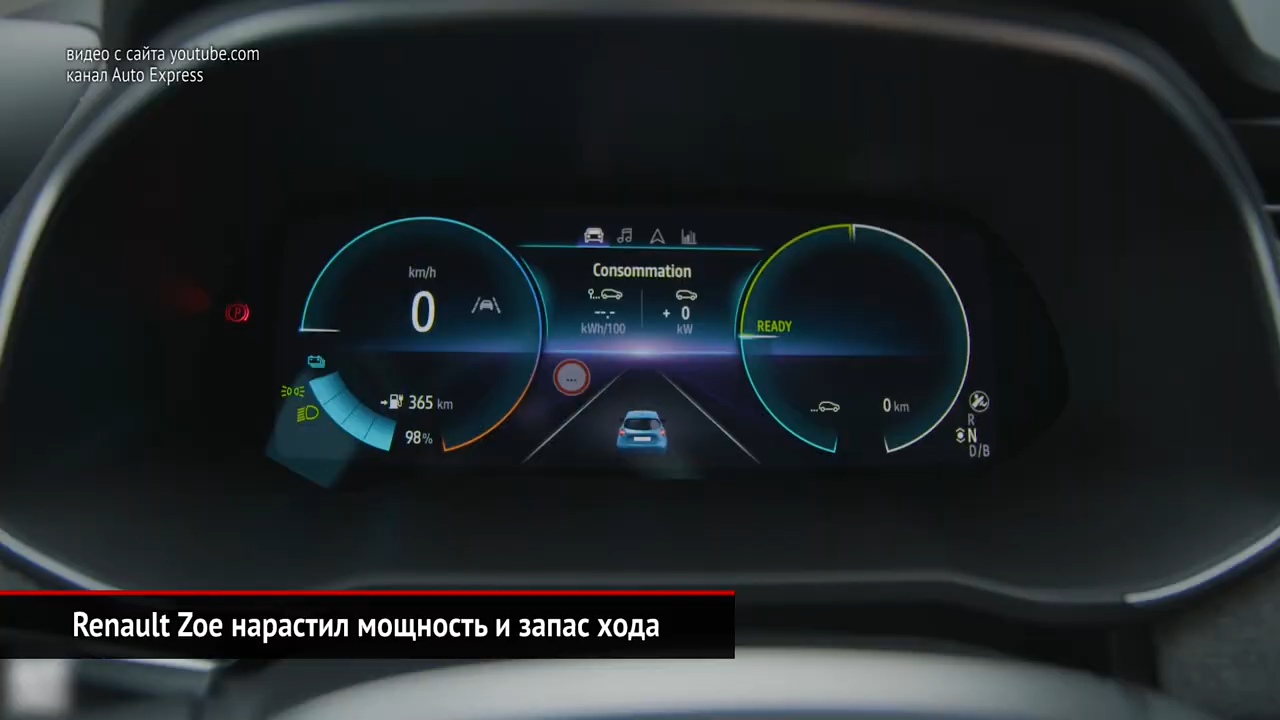 видео с сайта youtube.com
канал Auto Express
Consommation
km/h
0
--.-
kWh/100
+ 0
kW
READY
P
...
365 km
98%
0 km
R
N
D/B
Renault Zoe нарастил мощность и запас хода